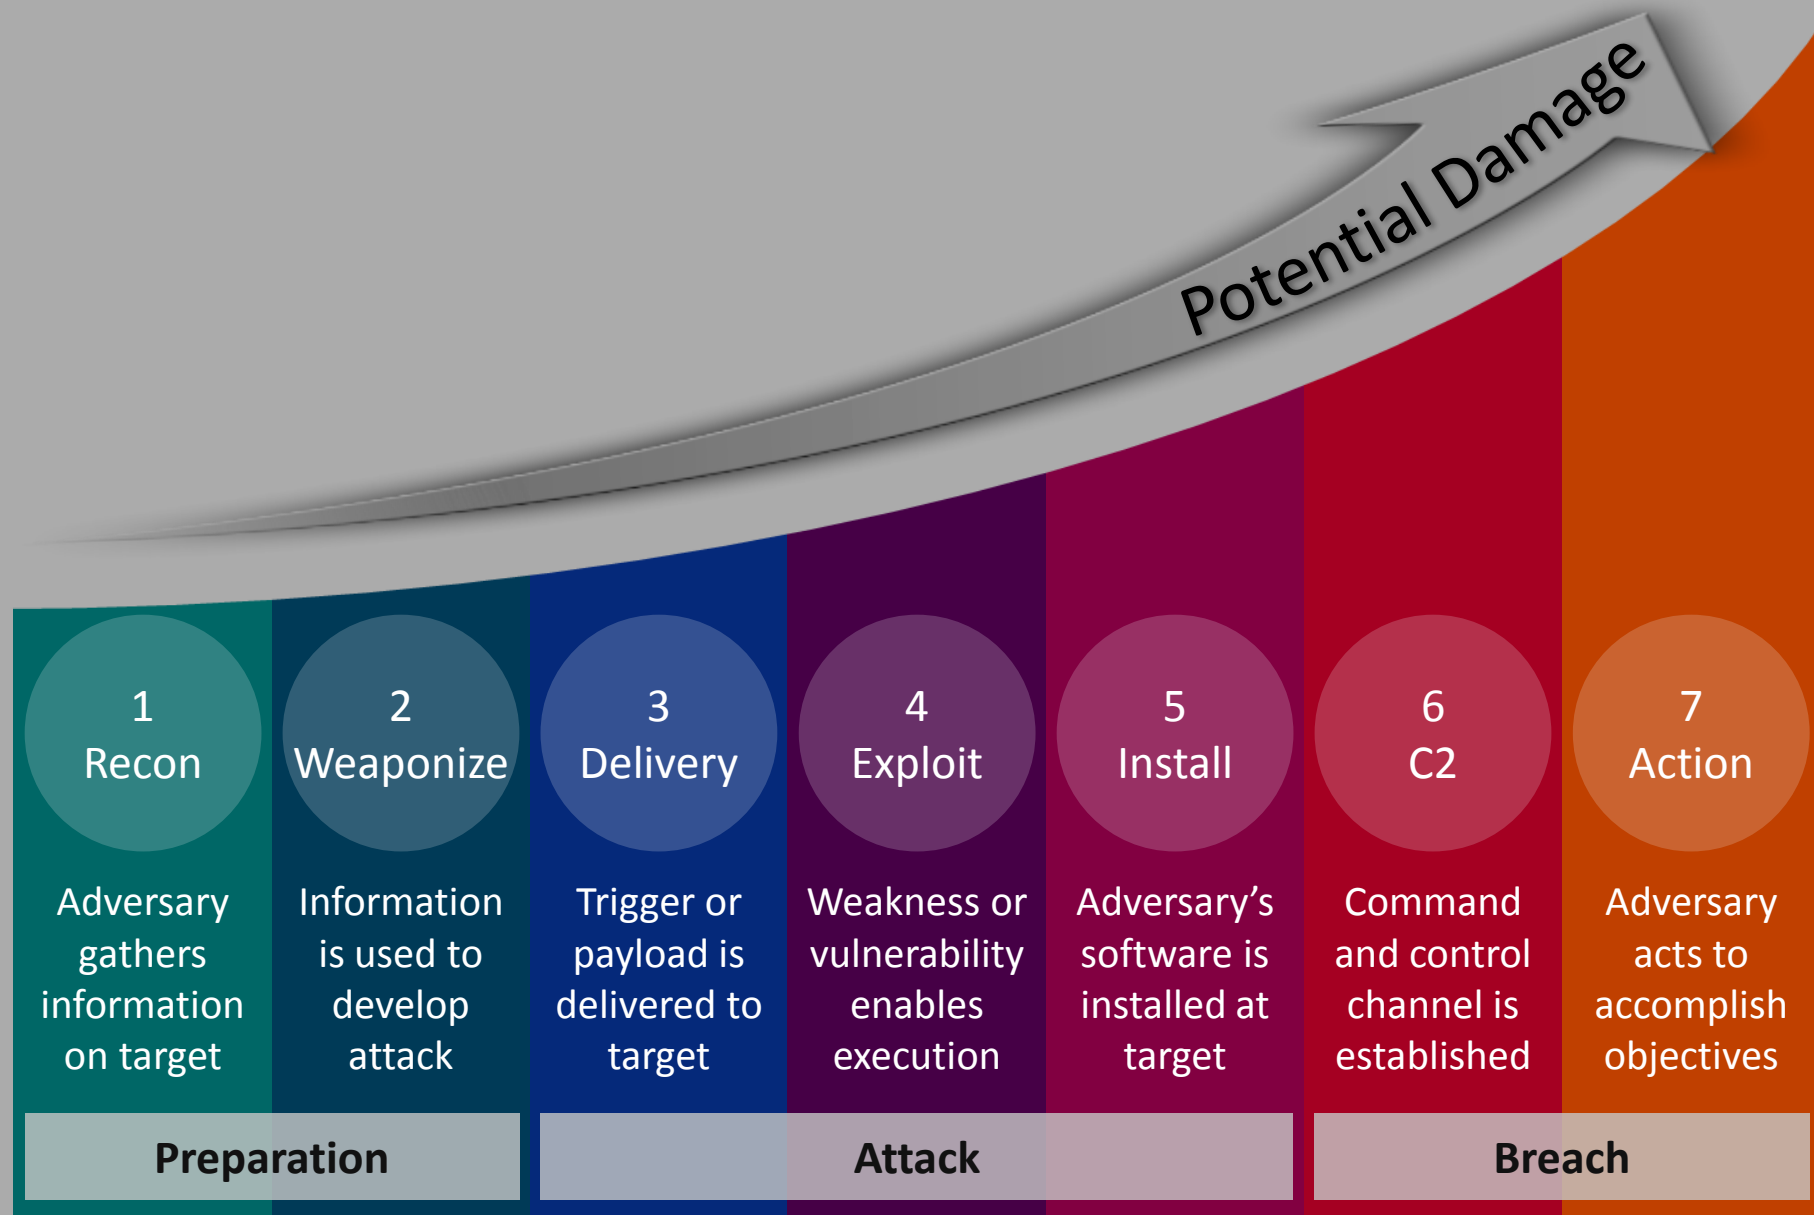 Potential Damage
1
Recon
Adversary
gathers
information
on target
2
Weaponize
Information
is used to
develop
attack
3
Delivery
Trigger or
payload is
delivered to
target
4
Exploit
Weakness or
vulnerability
enables
execution
5
Install
Adversary’s
software is
installed at
target
6
C2
Command
and control
channel is
established
7
Action
Adversary
acts to
accomplish
objectives
Preparation
Attack
Breach